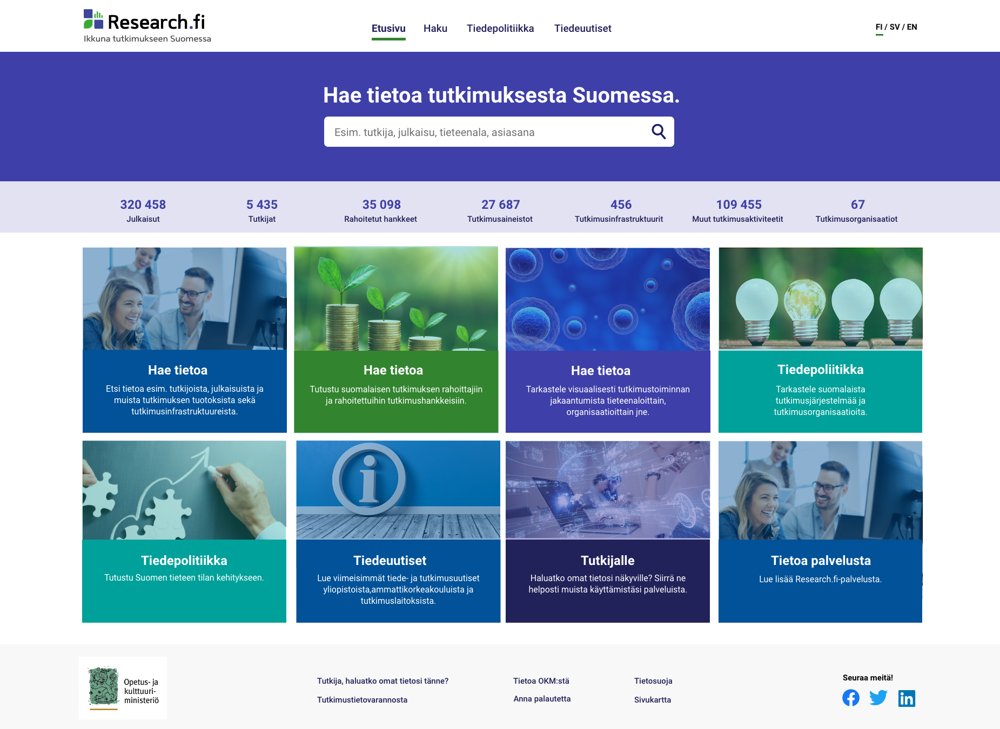 Research.fi
Ikkuna tutkimukseen Suomessa
Etusivu Haku Tiedepolitiikka Tiedeuutiset
FI / SV / EN
Hae tietoa tutkimuksesta Suomessa.
Esim. tutkija, julkaisu, tieteenala, asiasana
320 458 5 435 35 098 27 687 456 109 455 67
Julkaisut Tutkijat Rahoitetut hankkeet Tutkimusaineistot Tutkimusinfrastruktuurit Muut tutkimusaktiviteetit Tutkimusorganisaatiot
Hae tietoa
Etsi tietoa esim. tutkijoista, julkaisuista ja
muista tutkimuksen tuotoksista sekä
tutkimusinfrastruktuureista.
Hae tietoa
Tutustu suomalaisen tutkimuksen rahoittajiin
ja rahoitettuihin tutkimushankkeisiin.
Hae tietoa
Tarkastele visuaalisesti tutkimustoiminnan
jakaantumista tieteenaloittain,
organisaatioittain jne.
Tiedepoliitikka
Tarkastele suomalaista
tutkimusjärjestelmää ja
tutkimusorganisaatioita.
Tiedepolitiikka
Tutustu Suomen tieteen tilan kehitykseen.
i
Tiedeuutiset
Lue viimeisimmät tiede- ja tutkimusuutiset
yliopistoista,ammattikorkeakouluista ja
tutkimuslaitoksista.
Tutkijalle
Haluatko omat tietosi näkyville? Siirrä ne
helposti muista käyttämistäsi palveluista.
Tietoa palvelusta
Lue lisää Research.fi-palvelusta.
Opetus- ja
kulttuuri-
ministeriö
Tutkija, haluatko omat tietosi tänne?
Tutkimustietovarannosta
Tietoa OKM:stä
Anna palautetta
Tietosuoja
Sivukartta
Seuraa meitä!
f in